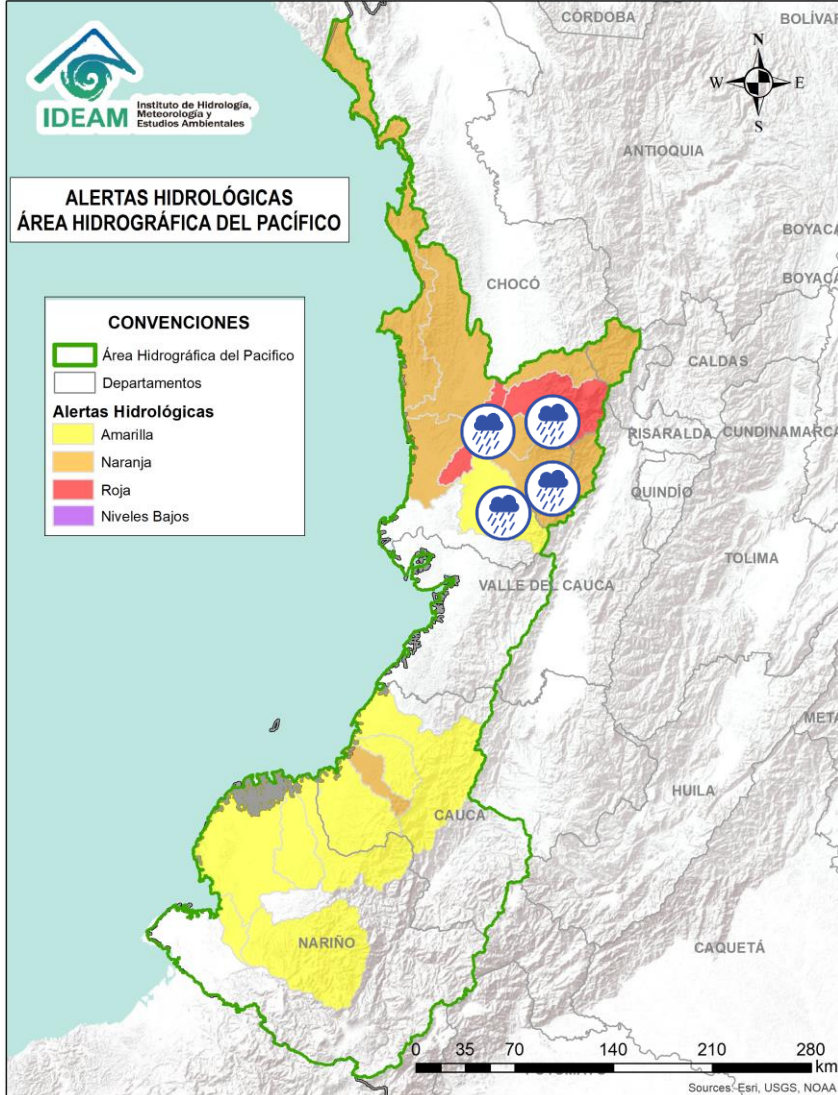 IDEAM
Instituto de Hidrología,
Meteorología y
Estudios Ambientales
ALERTAS HIDROLÓGICAS
ÁREA HIDROGRÁFICA DEL PACÍFICO
CONVENCIONES
Área Hidrográfica del Pacifico
Departamentos
Alertas Hidrológicas
Amarilla
Naranja
Roja
Niveles Bajos
CÓRDOBA
BOLÍVAR
N
W
E
S
ANTIOQUIA
BOYACÁ
BOYACÁ
CHOCÓ
CALDAS
RISARALDA
CUNDINAMARCA
QUINDÍO
TOLIMA
VALLE DEL CAUCA
META
HUILA
CAUCA
NARIÑO
CAQUETÁ
0 35 70 140 210 280
km
Sources: Esri, USGS, NOAA